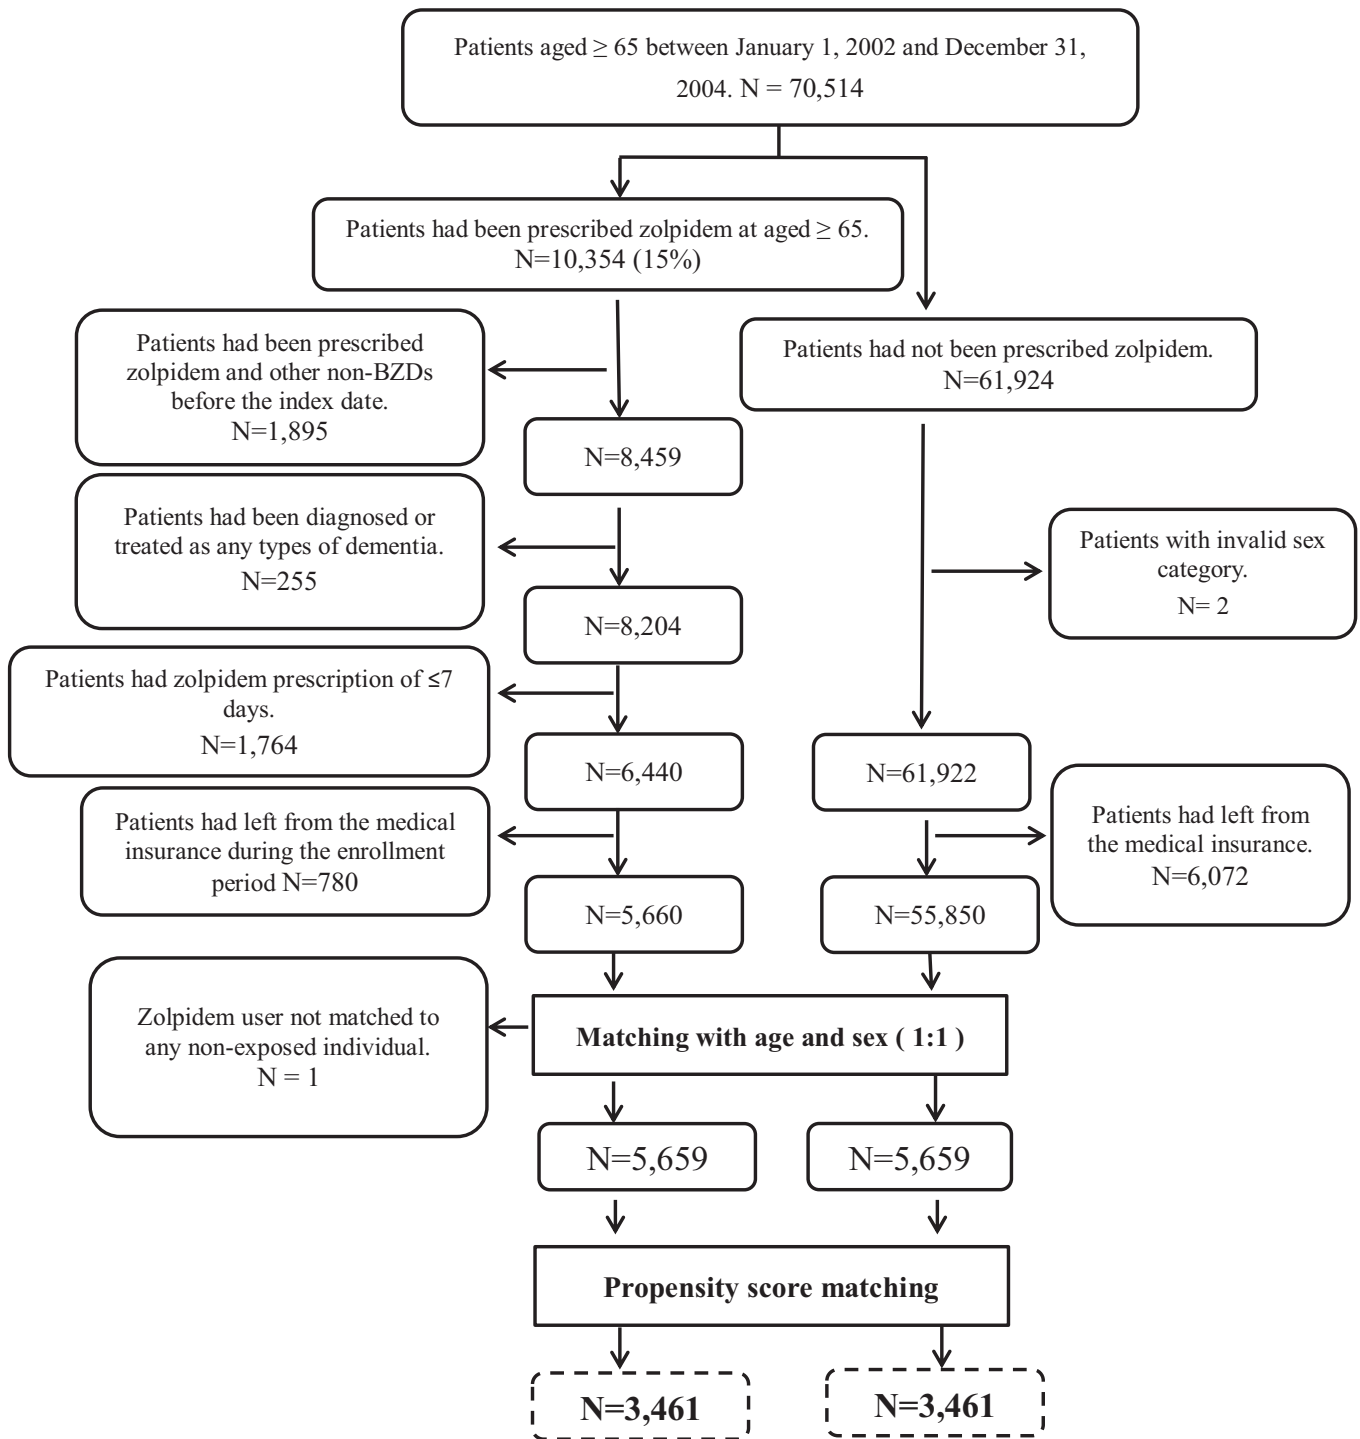 Patients aged ≥ 65 between January 1, 2002 and December 31,
2004. N = 70,514
Patients had been prescribed zolpidem at aged ≥ 65.
N=10,354 (15%)
Patients had been prescribed
zolpidem and other non-BZDs
before the index date.
N=1,895
Patients had not been prescribed zolpidem.
N=61,924
N=8,459
Patients had been diagnosed or
treated as any types of dementia.
N=255
Patients with invalid sex
category.
N= 2
N=8,204
Patients had zolpidem prescription of ≤7
days.
N=1,764
N=6,440
N=61,922
Patients had left from the medical
insurance during the enrollment
period N=780
Patients had left from
the medical insurance.
N=6,072
N=5,660
N=55,850
Zolpidem user not matched to
any non-exposed individual.
N = 1
Matching with age and sex ( 1:1 )
N=5,659
N=5,659
Propensity score matching
N=3,461
N=3,461